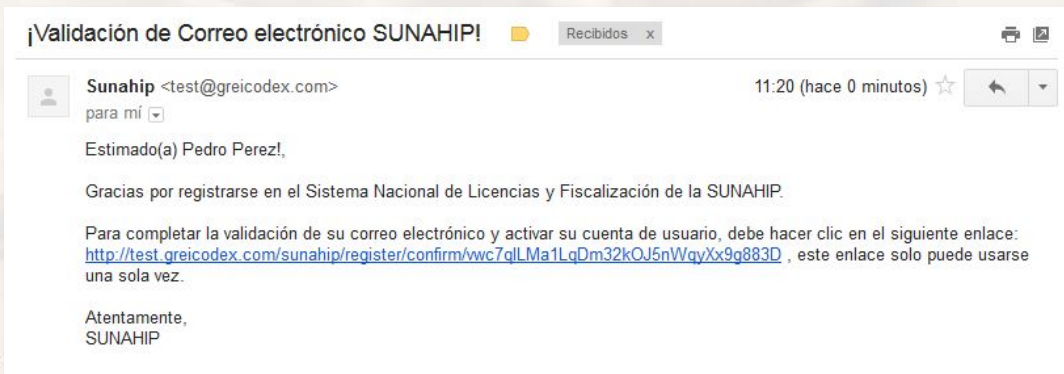 ¡Validación de Correo electrónico SUNAHIP!
Recibidos x
Sunahip <test@greicodex.com>
11:20 (hace 0 minutos)
para mí
Estimado(a) Pedro Perez!,
Gracias por registrarse en el Sistema Nacional de Licencias y Fiscalización de la SUNAHIP.
Para completar la validación de su correo electrónico y activar su cuenta de usuario, debe hacer clic en el siguiente enlace:
http://test.greicodex.com/sunahip/register/confirm/vwc7qlLMa1LqDm32kOJ5nWqyXx9g883D , este enlace solo puede usarse
una sola vez.
Atentamente,
SUNAHIP